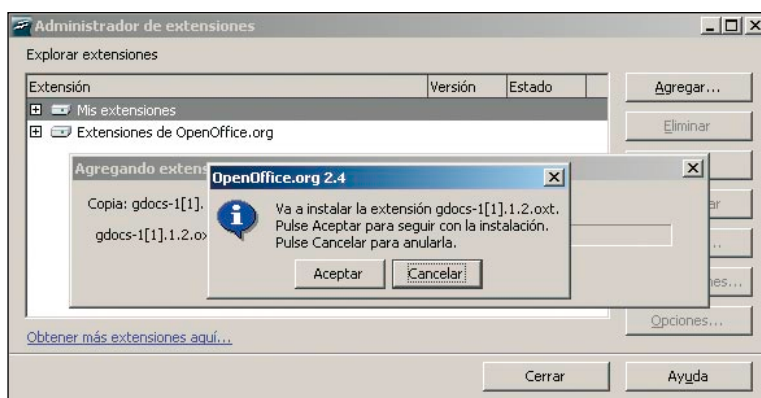 Administrador de extensiones
Explorar extensiones
Extensión Versión Estado
Agregar...
Mis extensiones
Eliminar
Extensiones de OpenOffice.org
Agregando
OpenOffice.org 2.4
Copia: gdocs-1[1].
Va a instalar la extensión gdocs-1[1].1.2.oxt.
gdocs-1[1].1.2.o
Pulse Aceptar para seguir con la instalación.
Pulse Cancelar para anularla.
Aceptar Cancelar
Opciones...
Obtener más extensiones aquí...
Cerrar Ayuda